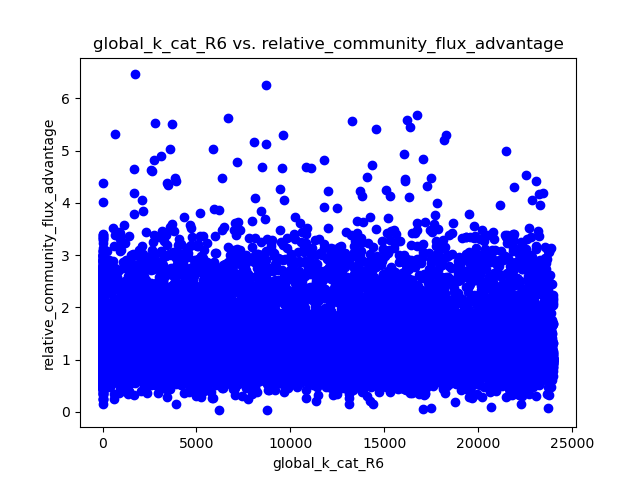 global_k_cat_R6 vs. relative_community_flux_advantage
relative_community_flux_advantage
6
5
4
3
2
1
0
0 5000 10000 15000 20000 25000
global_k_cat_R6